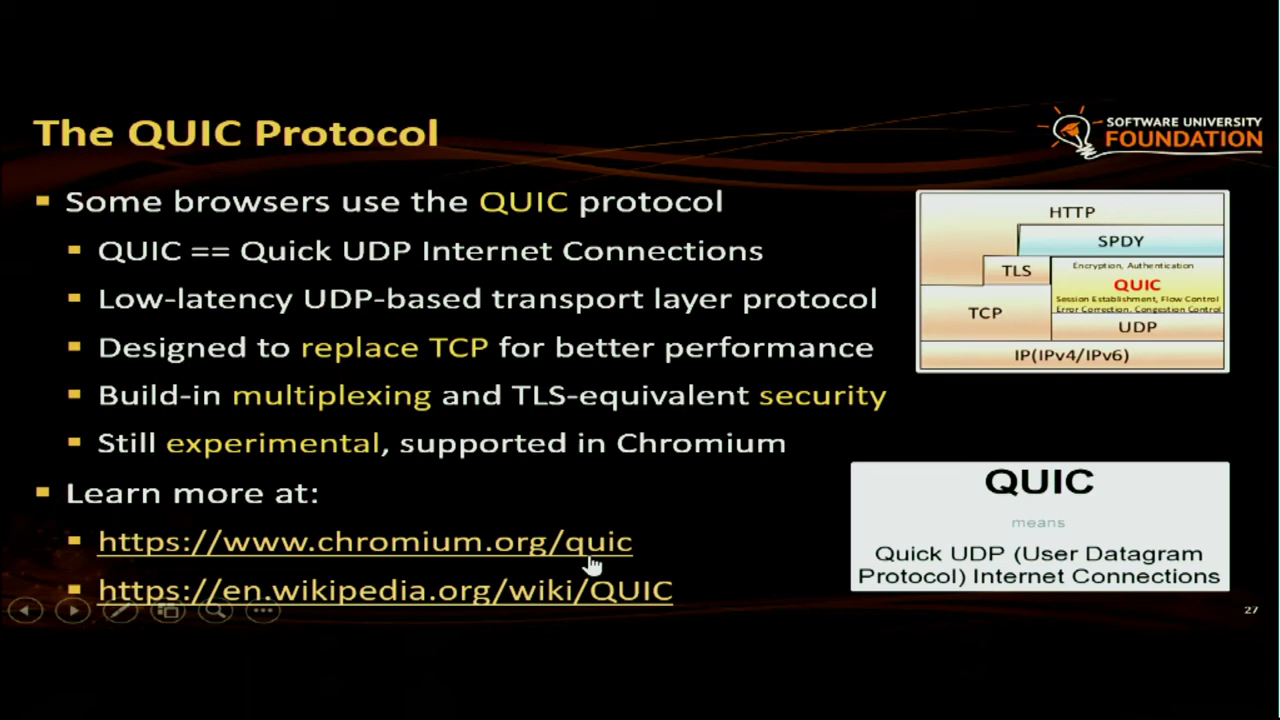 The QUIC Protocol
SOFTWARE UNIVERSITY
FOUNDATION
Some browsers use the QUIC protocol
QUIC == Quick UDP Internet Connections
Low-latency UDP-based transport layer protocol
Designed to replace TCP for better performance
Build-in multiplexing and TLS-equivalent security
Still experimental, supported in Chromium
Learn more at:
https://www.chromium.org/quic
https://en.wikipedia.org/wiki/QUIC
HTTP
SPDY
TLS
Encryption, Authentication
QUIC
Session Establishment, Flow Control
Error Correction, Congestion Control
TCP
UDP
IP(IPv4/IPv6)
QUIC
means
Quick UDP (User Datagram
Protocol) Internet Connections
27